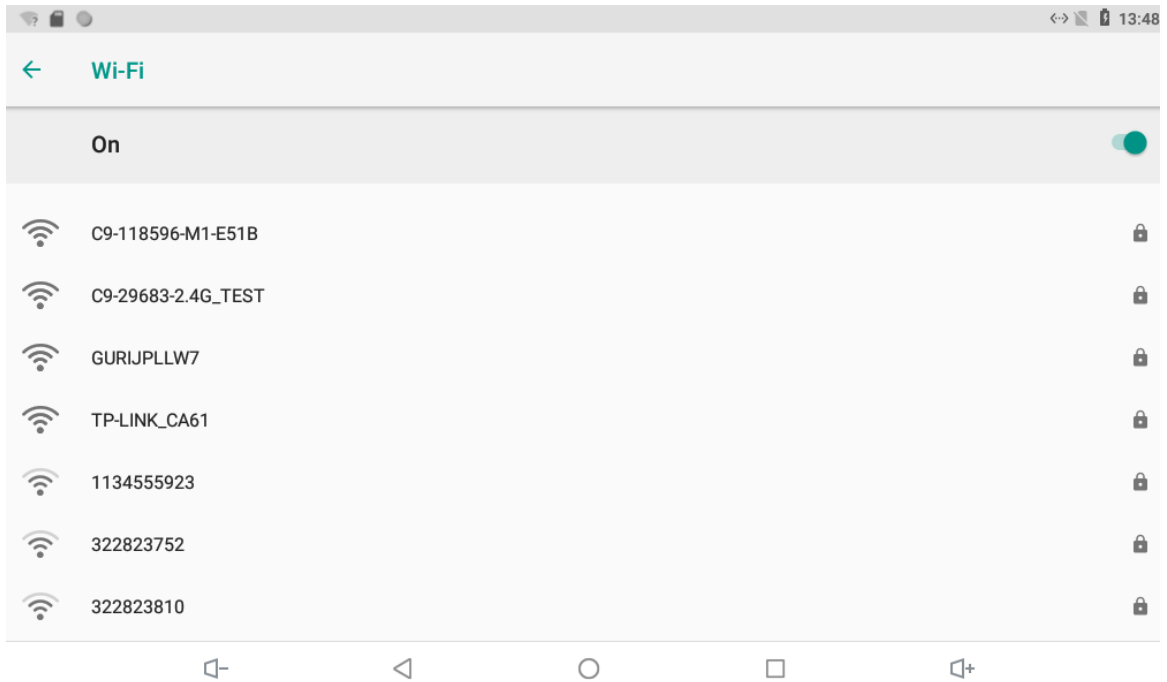 13:48
Wi-Fi
On
C9-118596-M1-E51B
C9-29683-2.4G_TEST
GURIJPLLW7
TP-LINK_CA61
1134555923
322823752
322823810